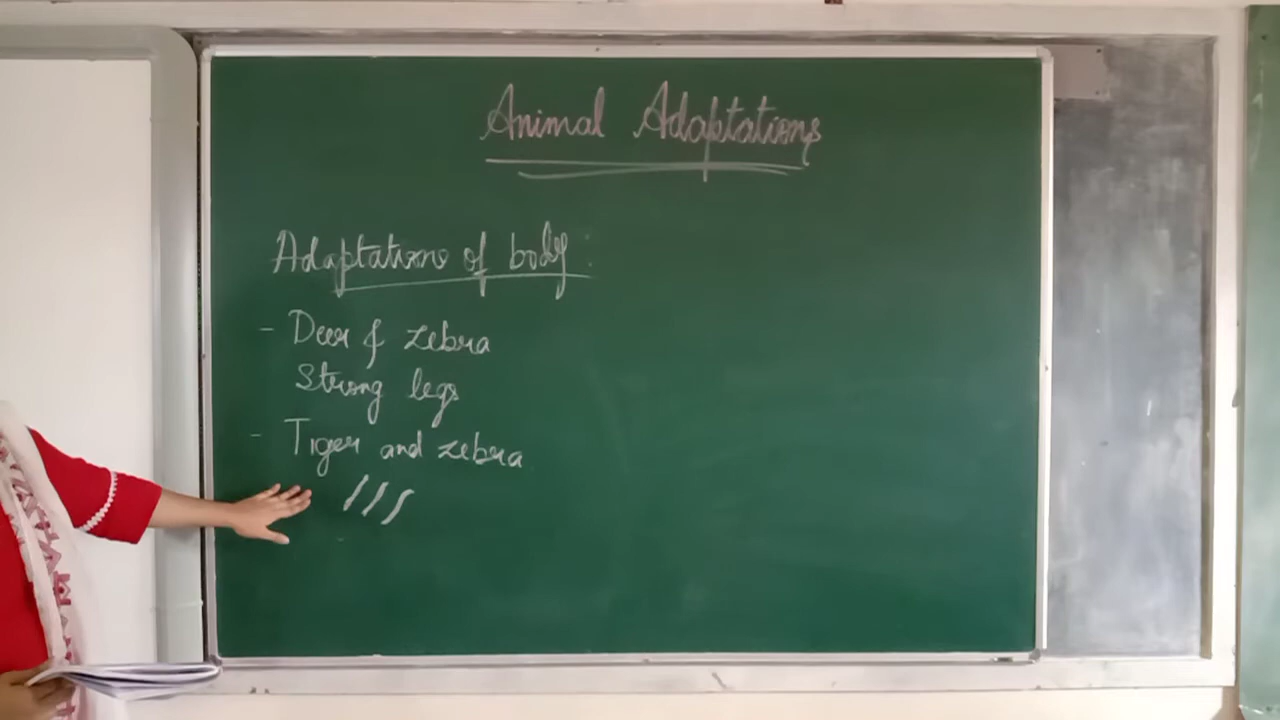 Animal Adaptations
Adaptations of body :
- Deer & zebra
Strong legs
- Tiger and zebra